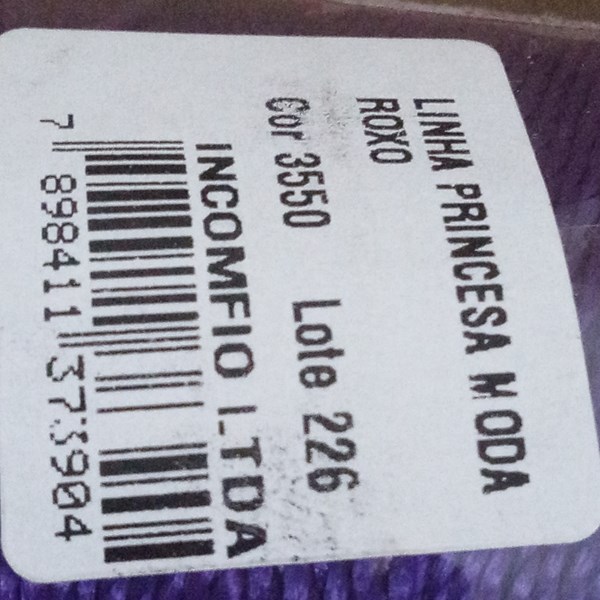 LINHA PRINCESA MODA
ROXO
Cor 3550 Lote 226
INCOMFIO LTDA
7 898411 373904